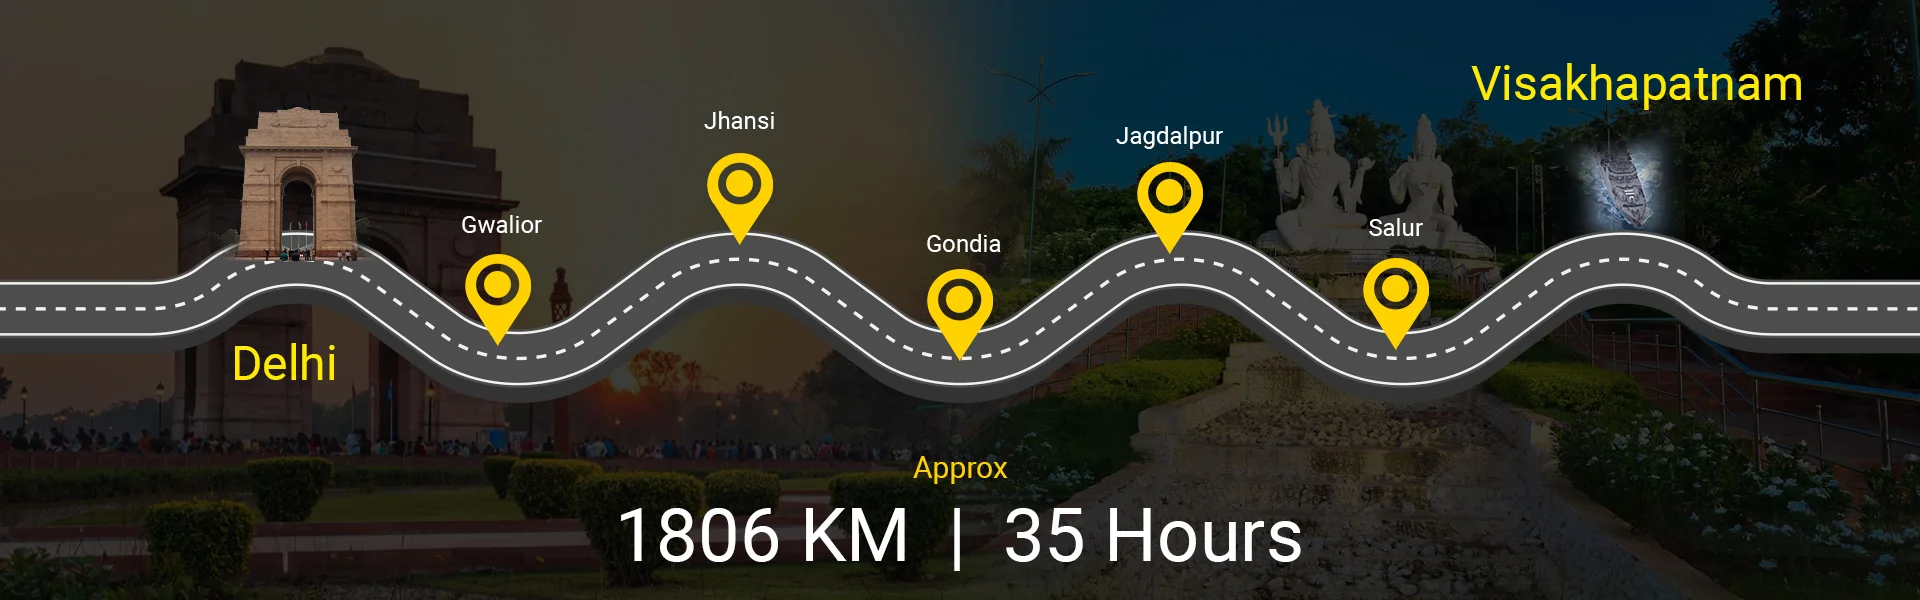 Delhi
Gwalior
Jhansi
Gondia
Jagdalpur
Salur
Visakhapatnam
Approx
1806 KM | 35 Hours